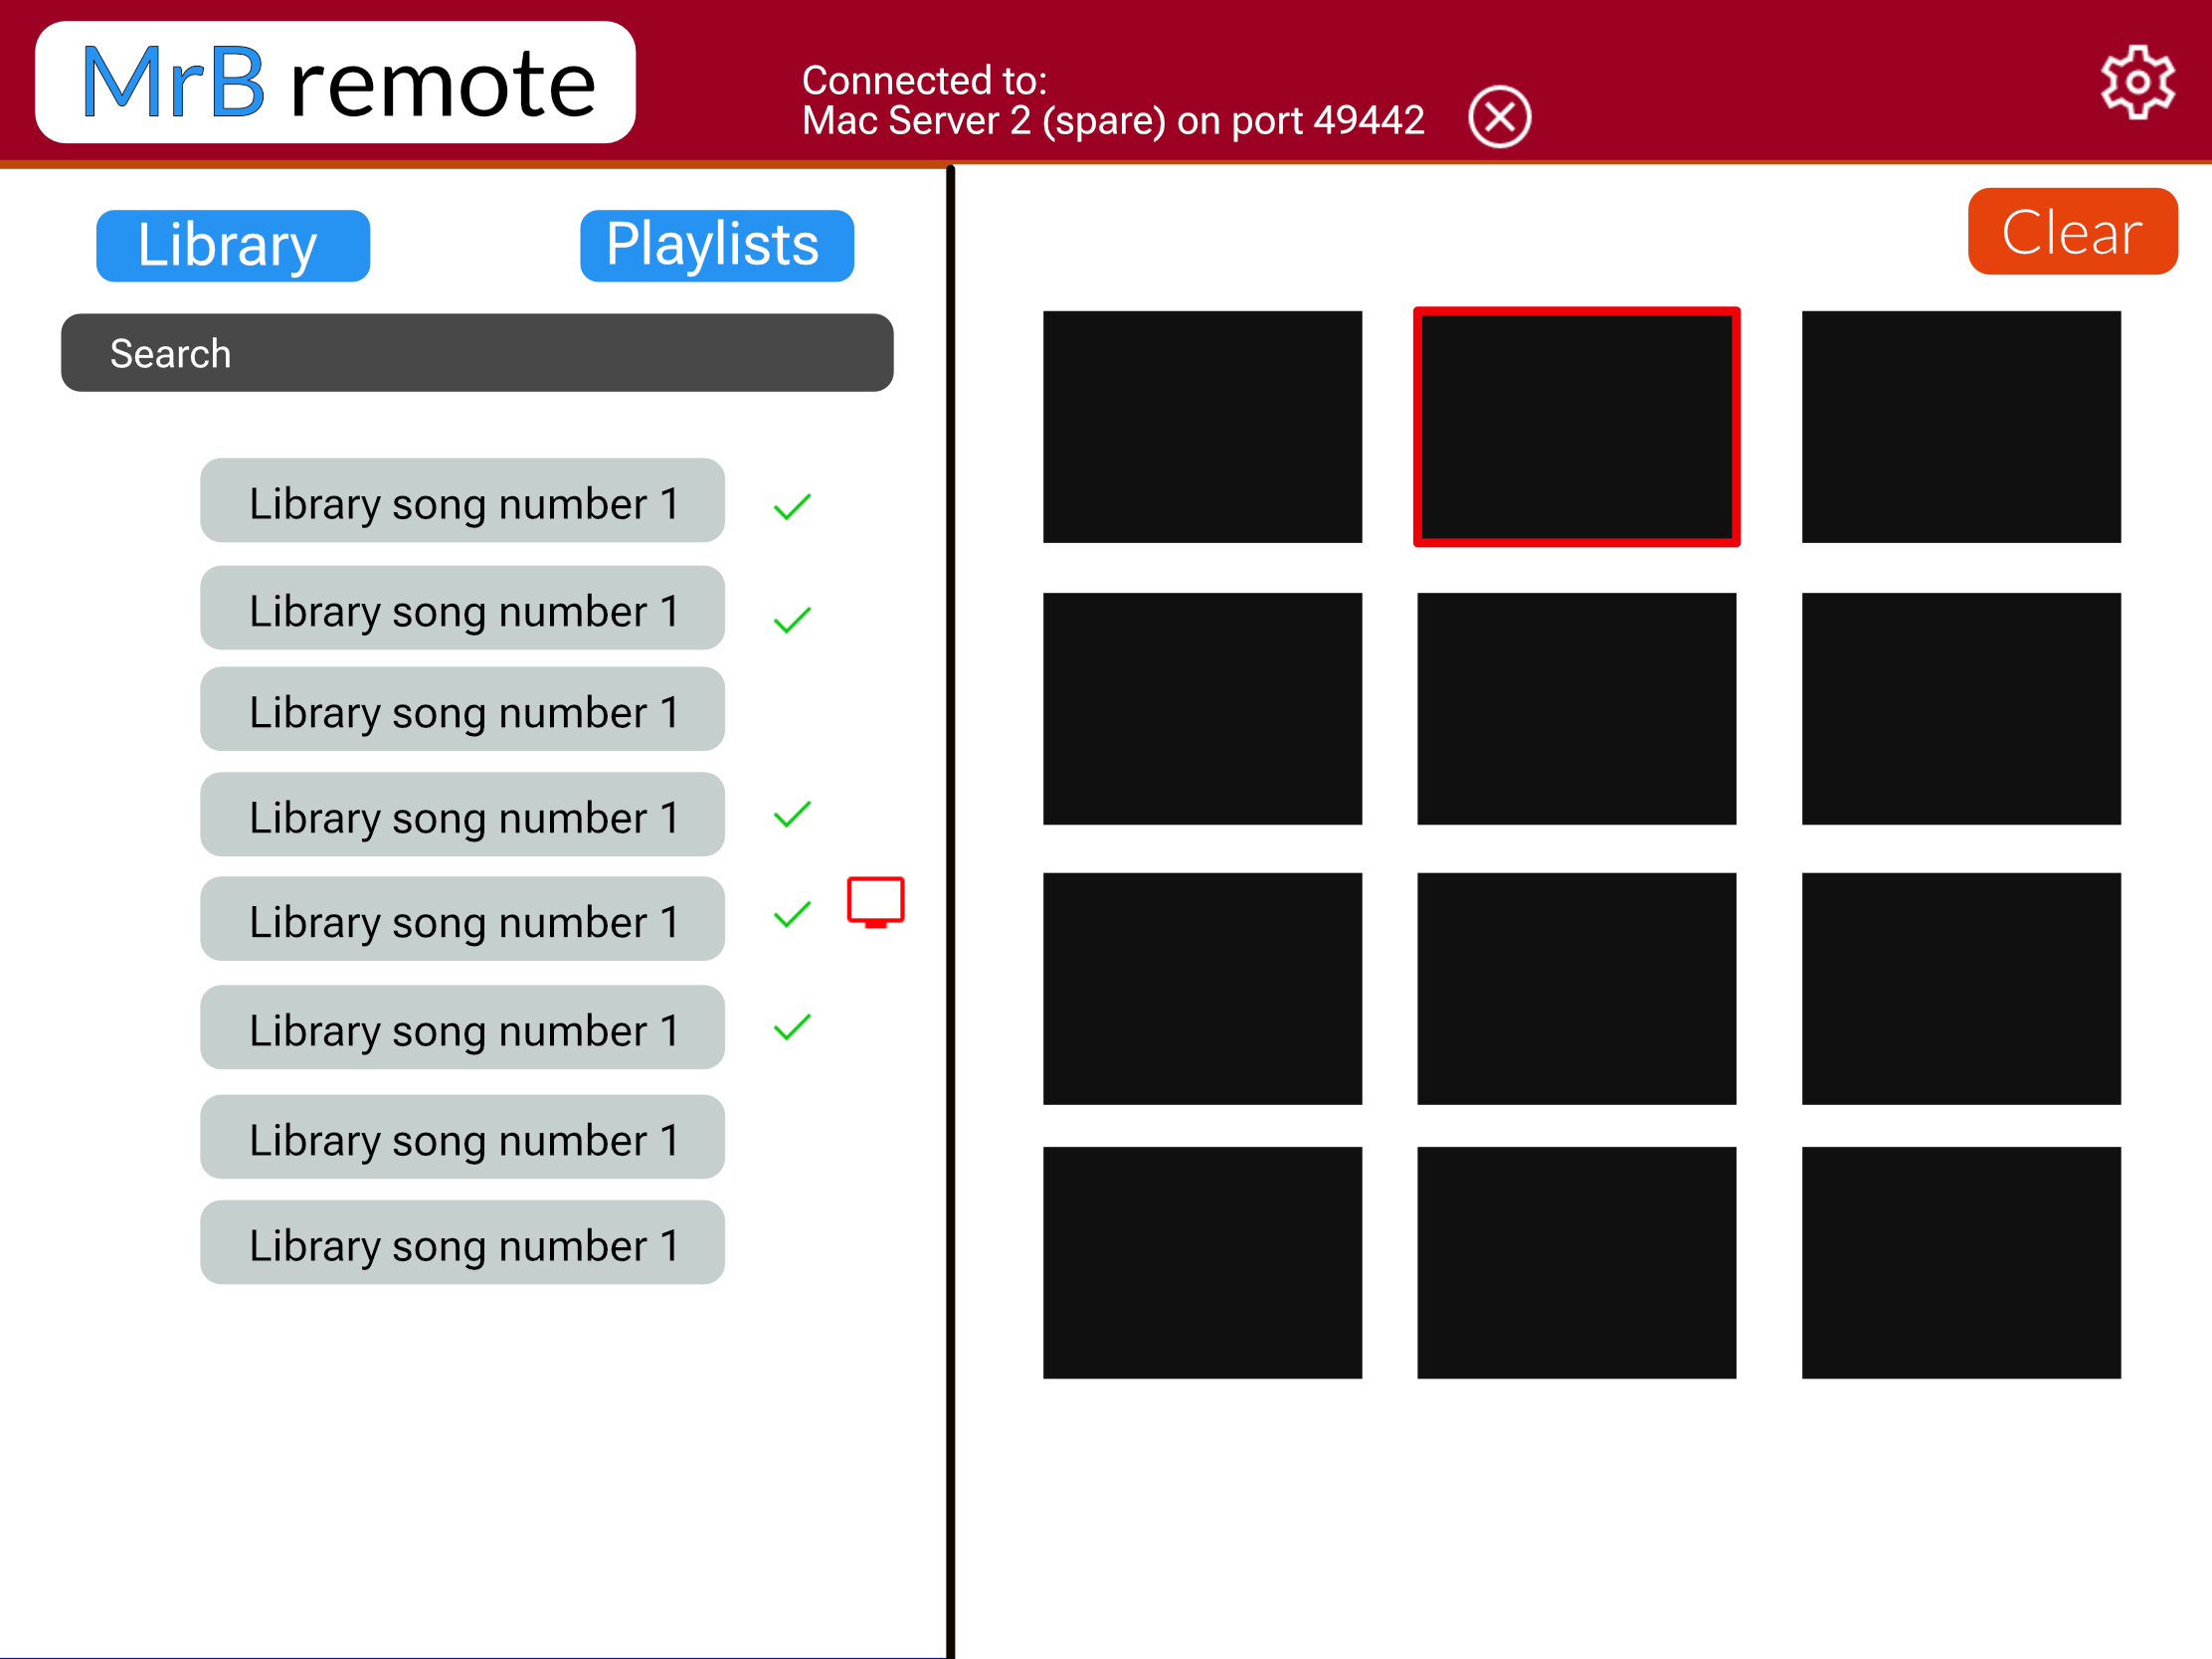 MrB remote
Connected to:
Mac Server 2 (spare) on port 49442
Library
Playlists
Clear
Search
Library song number 1
Library song number 1
Library song number 1
Library song number 1
Library song number 1
Library song number 1
Library song number 1
Library song number 1